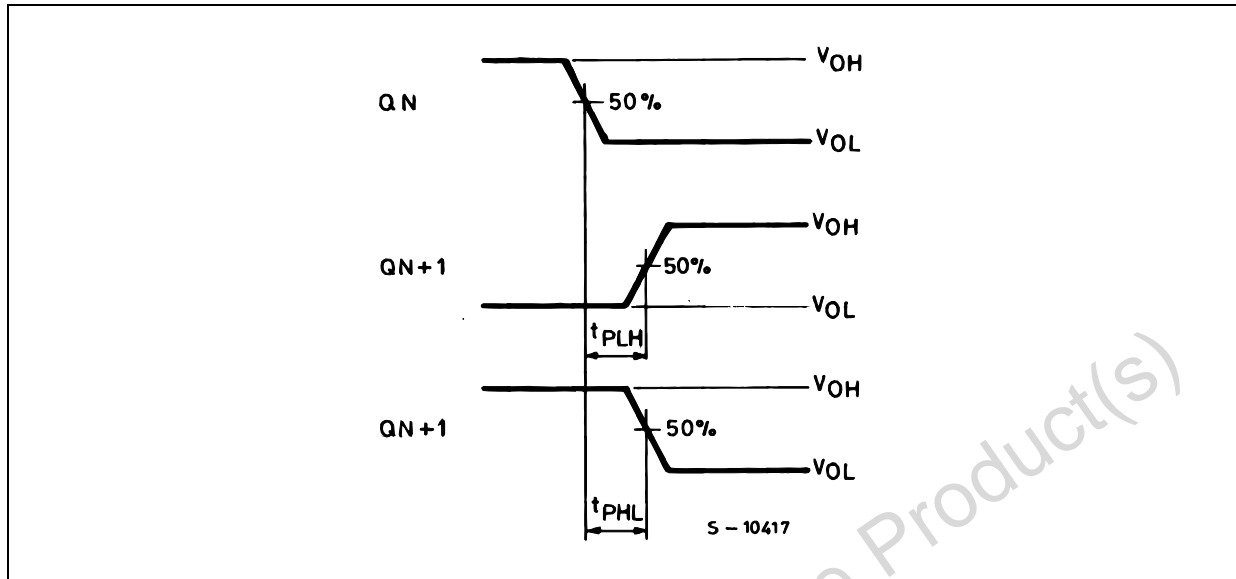 VOH
QN
50%
VOL
VOH
QN+1
50%
VOL
tPLH
VOH
QN+1
50%
VOL
tPHL
S-10417
Product(s)